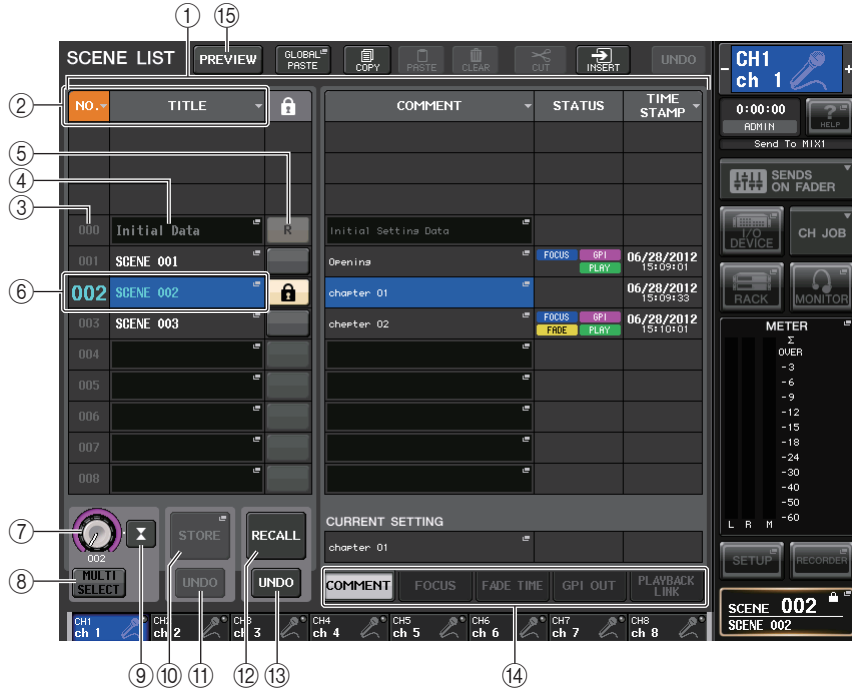 ① ⑮
SCENE LIST PREVIEW GLOBAL PASTE COPY PASTE CLEAR CUT INSERT UNDO
CH1
ch 1
- +
② NO. TITLE COMMENT STATUS TIME STAMP
0:00:00
ADMIN
HELP
Send To MIX1
SENDS ON FADER
I/O DEVICE
CH JOB
RACK
MONITOR
⑤
④
③ 000 Initial Data R Initial Setting Data
001 SCENE 001 Opening FOCUS GPI PLAY 06/28/2012 15:09:01
⑥ 002 SCENE 002 chapter 01 06/28/2012 15:09:33
003 SCENE 003 chepter 02 FOCUS GPI FADE PLAY 06/28/2012 15:10:01
004
005
006
007
008
METER
Σ
OVER
-3
-6
-9
-12
-15
-18
-24
-30
-40
-50
-60
L R M
⑦ 002
STORE
RECALL
CURRENT SETTING
chapter 01
⑧ MULTI SELECT
UNDO
UNDO
COMMENT FOCUS FADE TIME GPI OUT PLAYBACK LINK
SETUP
RECORDER
SCENE 002
SCENE 002
CH1 CH2 CH3 CH4 CH5 CH6 CH7 CH8
ch 1 ch 2 ch 3 ch 4 ch 5 ch 6 ch 7 ch 8
⑨ ⑩ ⑪ ⑫ ⑬ ⑭